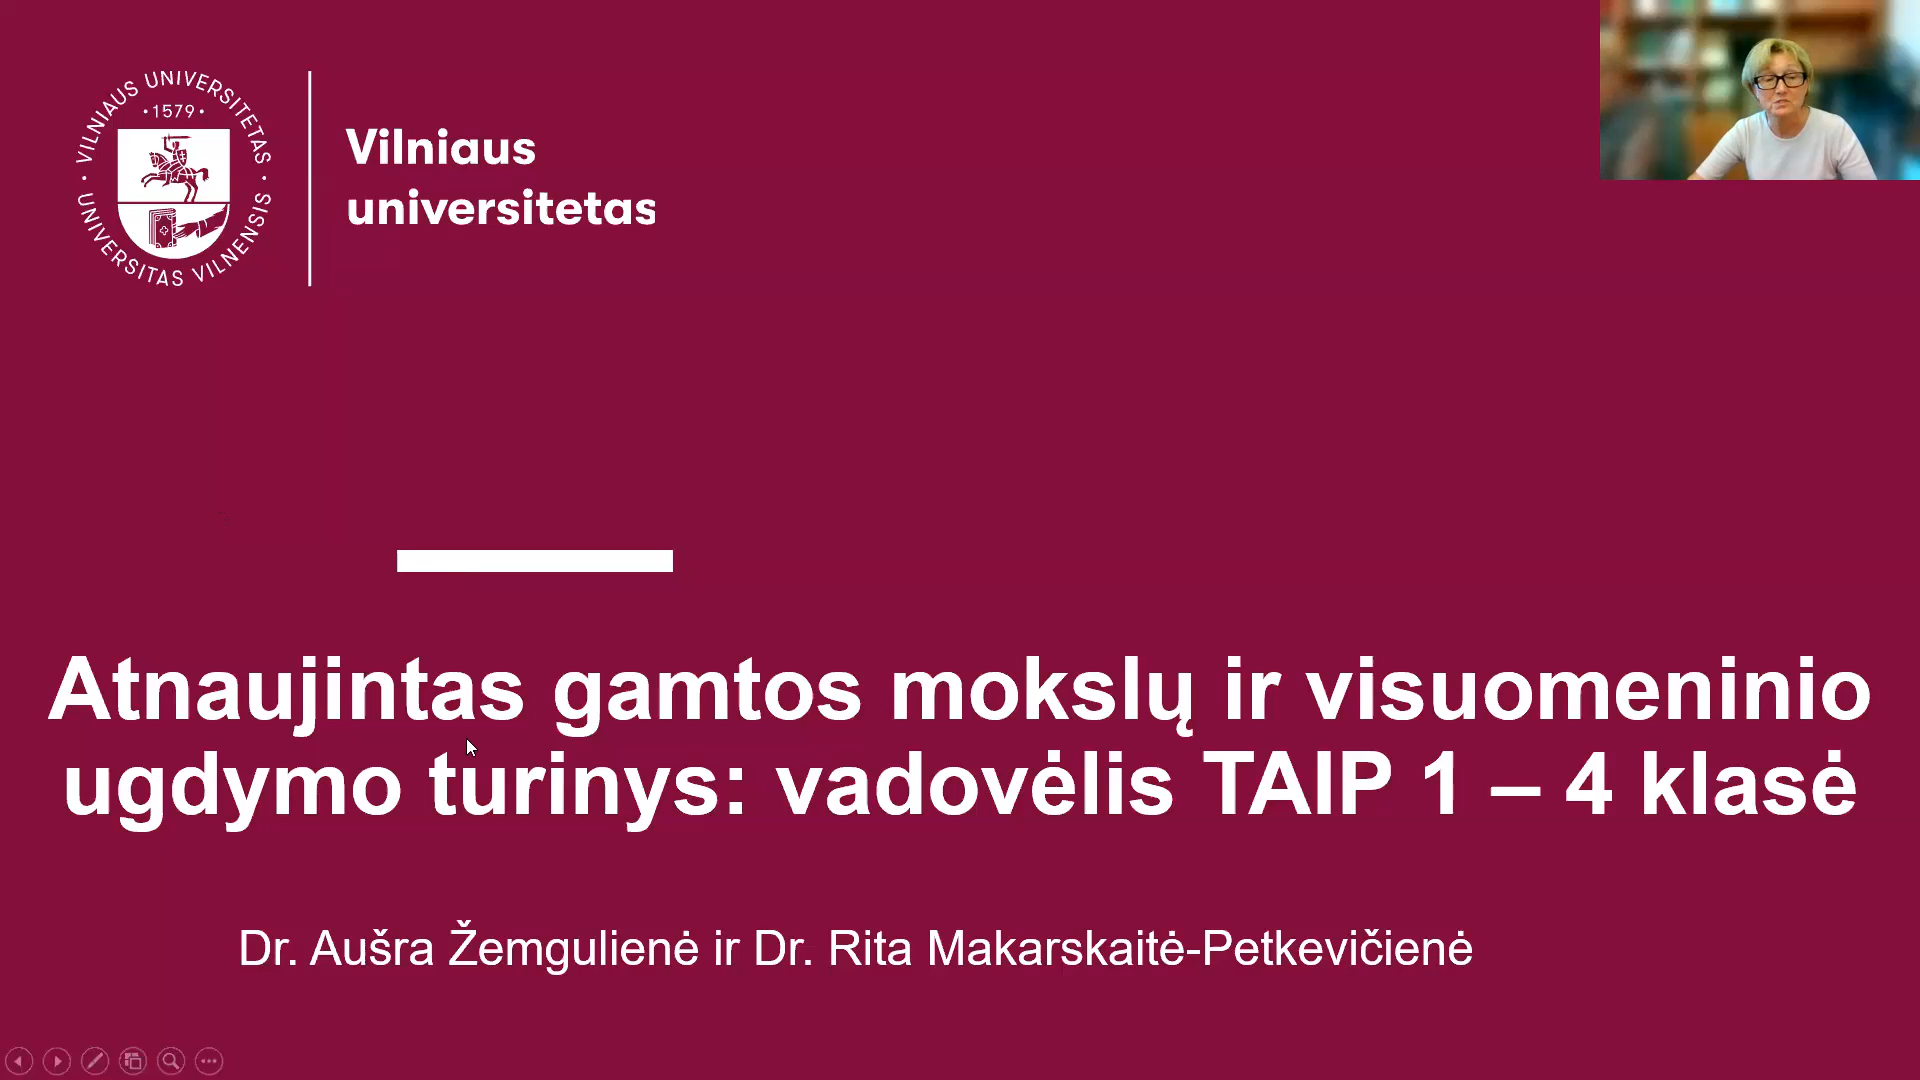 VILNIAUS UNIVERSITETAS
·1579·
UNIVERSITAS VILNENSIS
Vilniaus
universitetas
Atnaujintas gamtos mokslų ir visuomeninio
ugdymo turinys: vadovėlis TAIP 1 – 4 klasė
Dr. Aušra Žemgulienė ir Dr. Rita Makarskaitė-Petkevičienė